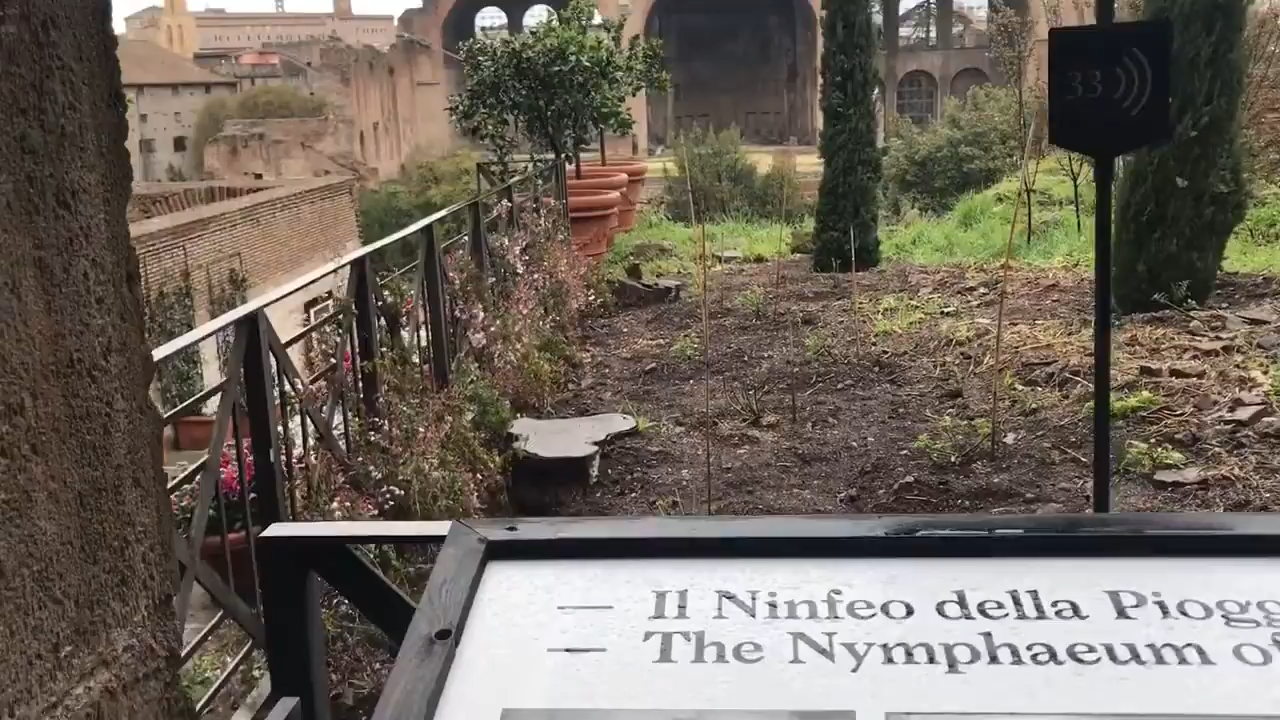 33
— Il Ninfeo della Piogg
— The Nymphaeum of